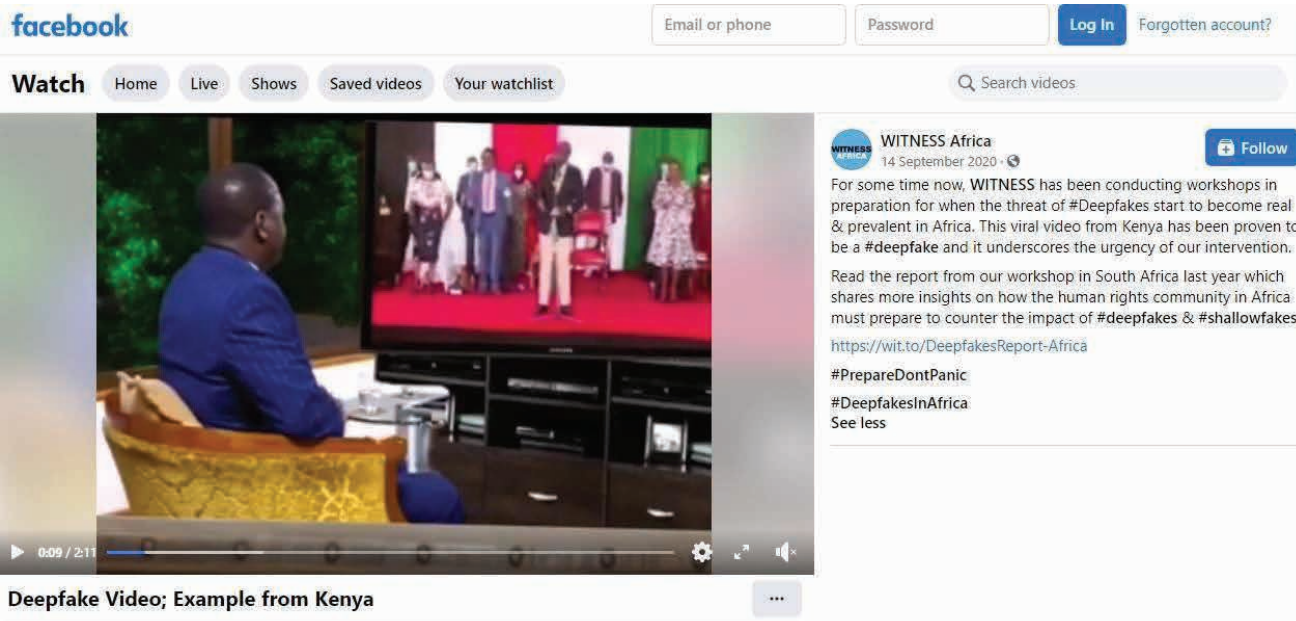 facebook
Email or phone
Password
Log In
Forgotten account?
Watch
Home
Live
Shows
Saved videos
Your watchlist
Search videos
WITNESS
AFRICA
WITNESS Africa
14 September 2020 ·
Follow
For some time now, WITNESS has been conducting workshops in
preparation for when the threat of #Deepfakes start to become real
& prevalent in Africa. This viral video from Kenya has been proven to
be a #deepfake and it underscores the urgency of our intervention.
Read the report from our workshop in South Africa last year which
shares more insights on how the human rights community in Africa
must prepare to counter the impact of #deepfakes & #shallowfakes
https://wit.to/DeepfakesReport-Africa
#PrepareDontPanic
#DeepfakesInAfrica
See less
0:09 / 2:11
Deepfake Video; Example from Kenya